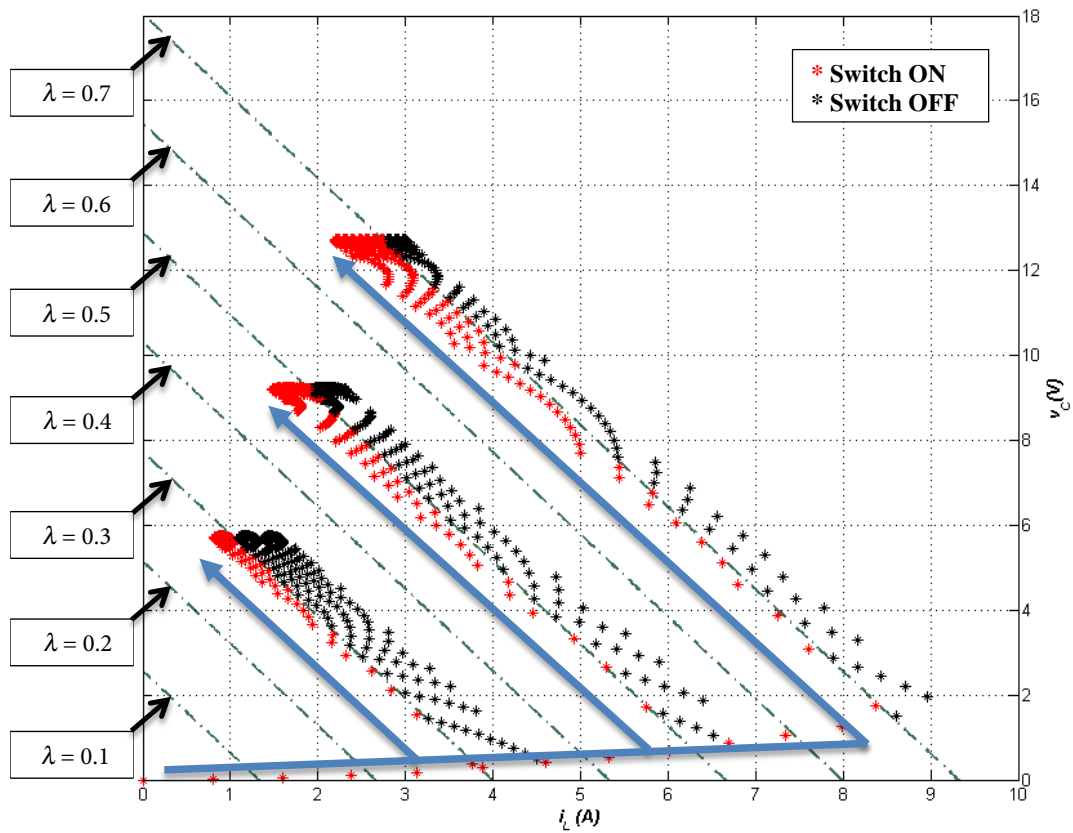 λ = 0.7
λ = 0.6
λ = 0.5
λ = 0.4
λ = 0.3
λ = 0.2
λ = 0.1
* Switch ON
* Switch OFF
18
16
14
12
10
8
6
4
2
0
v_C(V)
0 1 2 3 4 5 6 7 8 9 10
i_L (A)